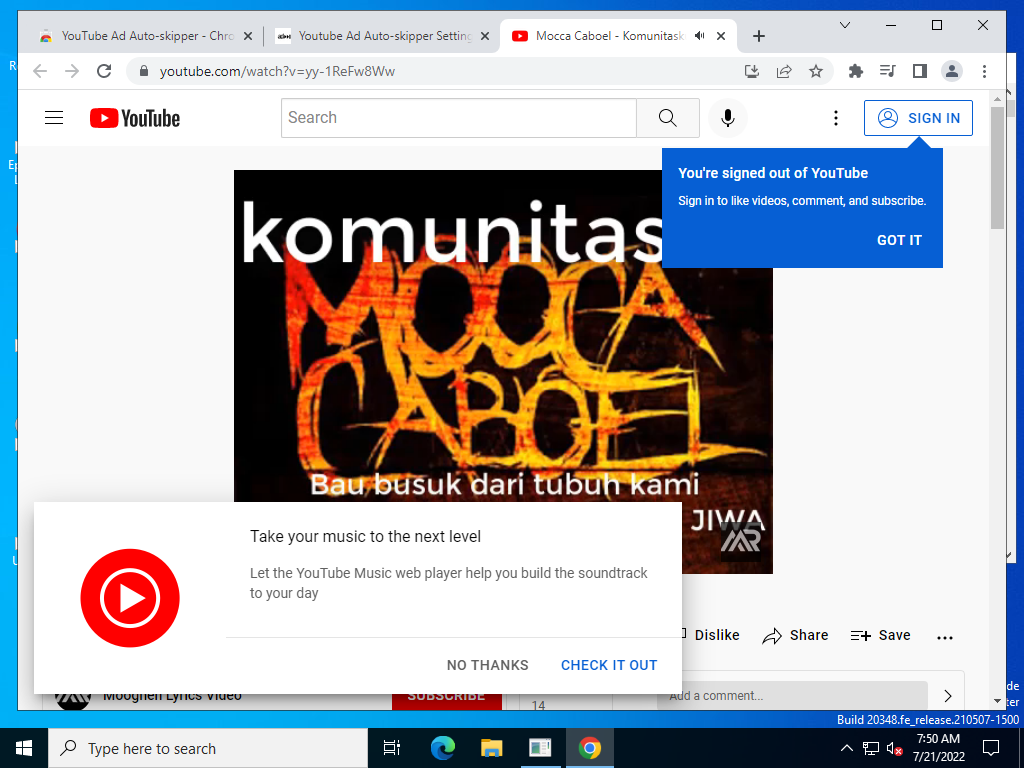 YouTube Ad Auto-skipper - Chro
Youtube Ad Auto-skipper Setting
Mocca Caboel - Komunitask
youtube.com/watch?v=yy-1ReFw8Ww
YouTube
Search
SIGN IN
You're signed out of YouTube
Sign in to like videos, comment, and subscribe.
GOT IT
komunitas
MOCCA
CABOEL
Bau busuk dari tubuh kami
JIWA
Take your music to the next level
Let the YouTube Music web player help you build the soundtrack
to your day
NO THANKS
CHECK IT OUT
Dislike
Share
Save
SUBSCRIBE
14
Add a comment...
Build 20348.fe_release.210507-1500
Type here to search
7:50 AM
7/21/2022